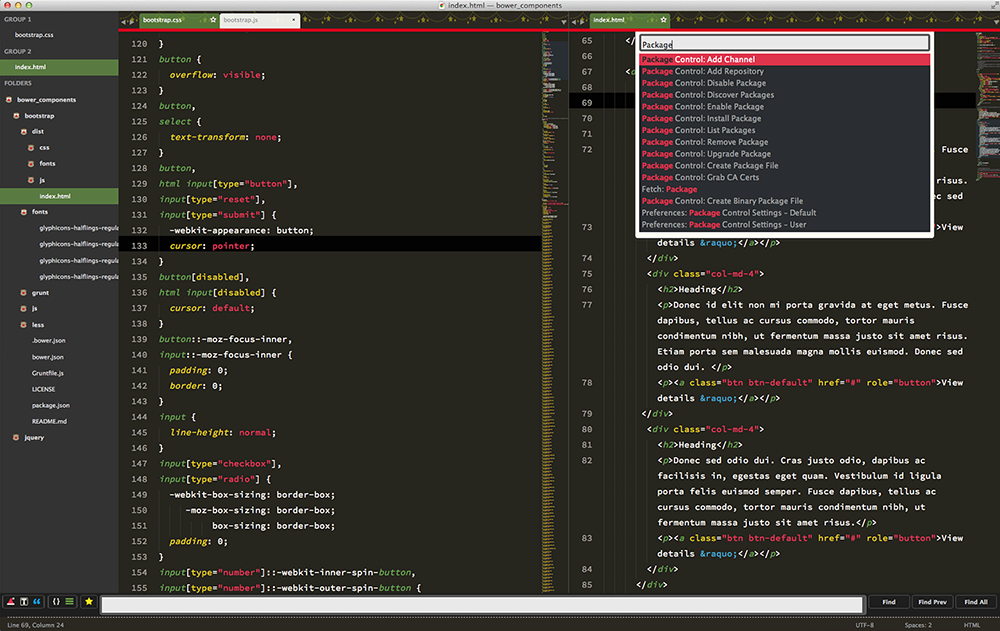 index.html — bower_components
GROUP 1
bootstrap.css
GROUP 2
index.html
FOLDERS
bower_components
bootstrap
dist
css
fonts
js
index.html
fonts
glyphicons-halflings-regula
glyphicons-halflings-regula
glyphicons-halflings-regula
grunt
js
less
.bower.json
bower.json
Gruntfile.js
LICENSE
package.json
README.md
jquery
bootstrap.css
bootstrap.js
120 }
121 button {
122 overflow: visible;
123 }
124 button,
125 select {
126 text-transform: none;
127 }
128 button,
129 html input[type="button"],
130 input[type="reset"],
131 input[type="submit"] {
132 -webkit-appearance: button;
133 cursor: pointer;
134 }
135 button[disabled],
136 html input[disabled] {
137 cursor: default;
138 }
139 button::-moz-focus-inner,
140 input::-moz-focus-inner {
141 padding: 0;
142 border: 0;
143 }
144 input {
145 line-height: normal;
146 }
147 input[type="checkbox"],
148 input[type="radio"] {
149 -webkit-box-sizing: border-box;
150 -moz-box-sizing: border-box;
151 box-sizing: border-box;
152 padding: 0;
153 }
154 input[type="number"]::-webkit-inner-spin-button,
155 input[type="number"]::-webkit-outer-spin-button {
index.html
Package
Package Control: Add Channel
Package Control: Add Repository
Package Control: Disable Package
Package Control: Discover Packages
Package Control: Enable Package
Package Control: Install Package
Package Control: List Packages
Package Control: Remove Package
Package Control: Upgrade Package
Package Control: Create Package File
Package Control: Grab CA Certs
Fetch: Package
Package Control: Create Binary Package File
Preferences: Package Control Settings - Default
Preferences: Package Control Settings - User
65 </
66
67 <d
68
69
70
71
72 Fusce
risus.
sed
73 >View
details &raquo;</a></p>
74 </div>
75 <div class="col-md-4">
76 <h2>Heading</h2>
77 <p>Donec id elit non mi porta gravida at eget metus. Fusce
dapibus, tellus ac cursus commodo, tortor mauris
condimentum nibh, ut fermentum massa justo sit amet risus.
Etiam porta sem malesuada magna mollis euismod. Donec sed
odio dui. </p>
78 <p><a class="btn btn-default" href="#" role="button">View
details &raquo;</a></p>
79 </div>
80 <div class="col-md-4">
81 <h2>Heading</h2>
82 <p>Donec sed odio dui. Cras justo odio, dapibus ac
facilisis in, egestas eget quam. Vestibulum id ligula
porta felis euismod semper. Fusce dapibus, tellus ac
cursus commodo, tortor mauris condimentum nibh, ut
fermentum massa justo sit amet risus.</p>
83 <p><a class="btn btn-default" href="#" role="button">View
details &raquo;</a></p>
84 </div>
85 </div>
Find
Find Prev
Find All
Line 69, Column 24
UTF-8
Spaces: 2
HTML